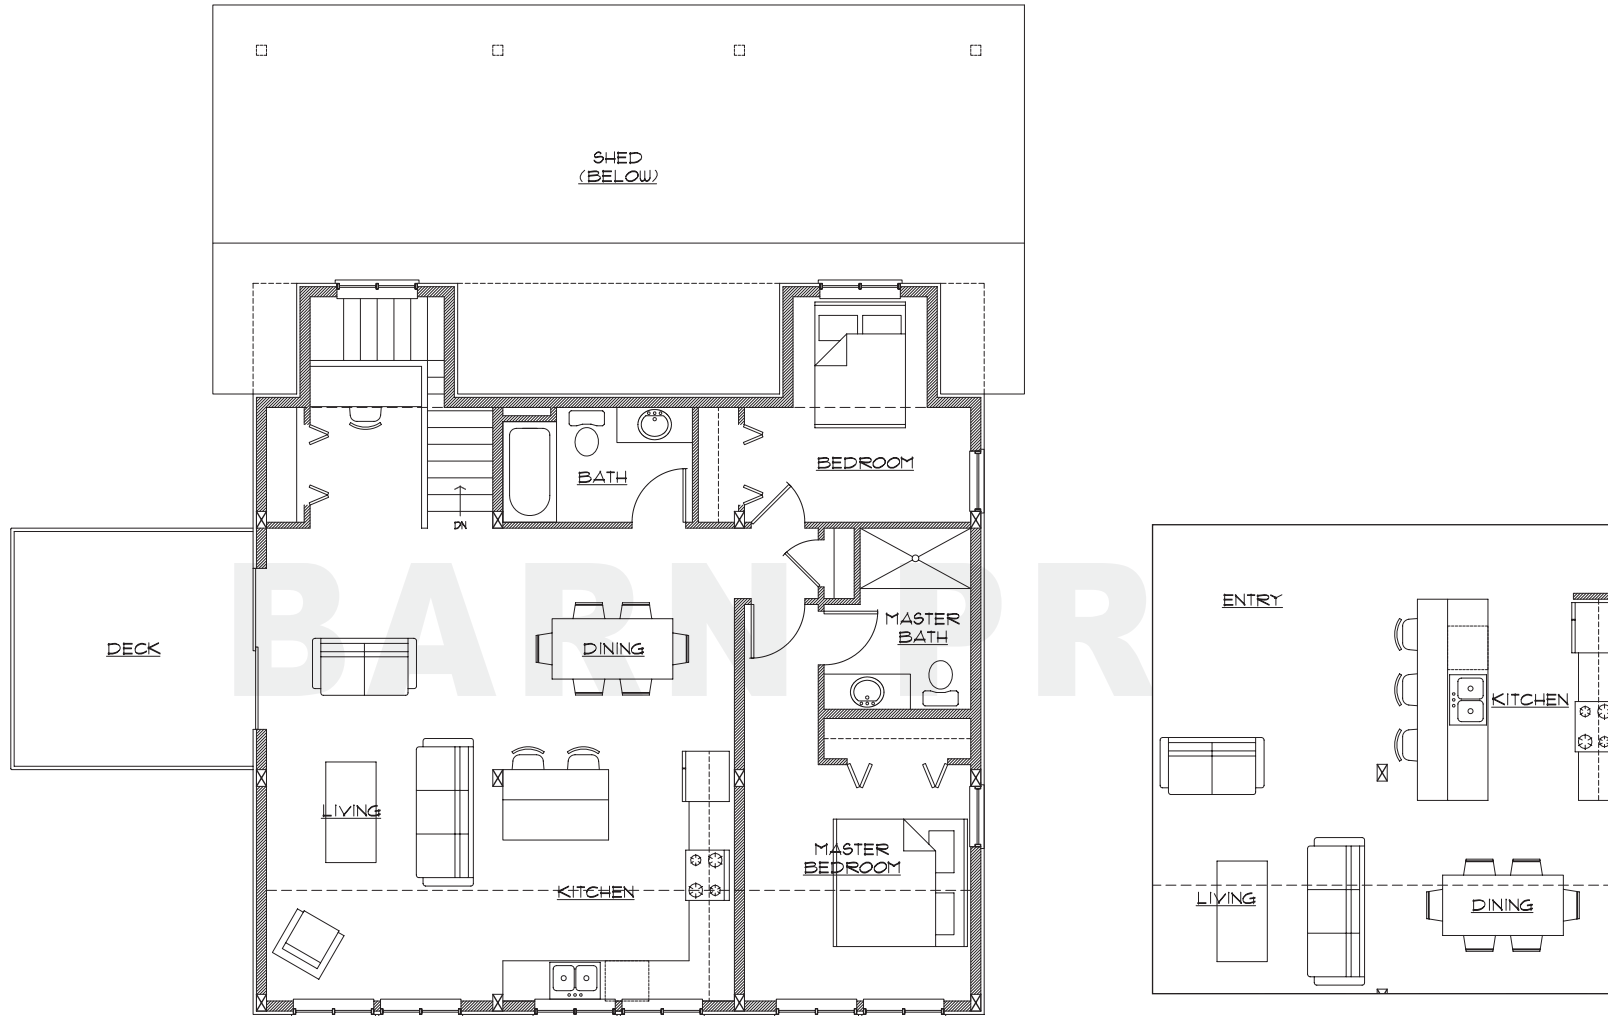 SHED
(BELOW)
BEDROOM
BATH
DN
DECK
DINING
MASTER
BATH
LIVING
KITCHEN
MASTER
BEDROOM
ENTRY
KITCHEN
LIVING
DINING
BARN PR